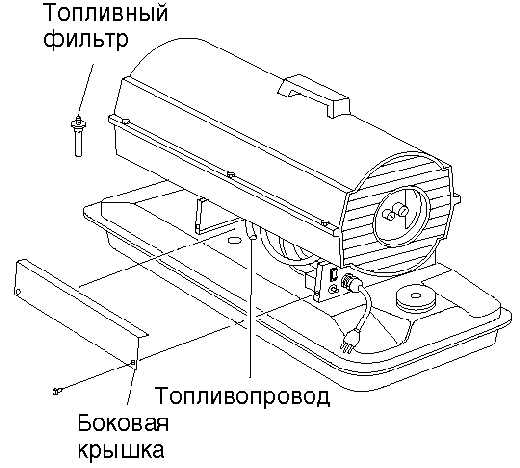 Топливный
фильтр
Топливопровод
Боковая
крышка